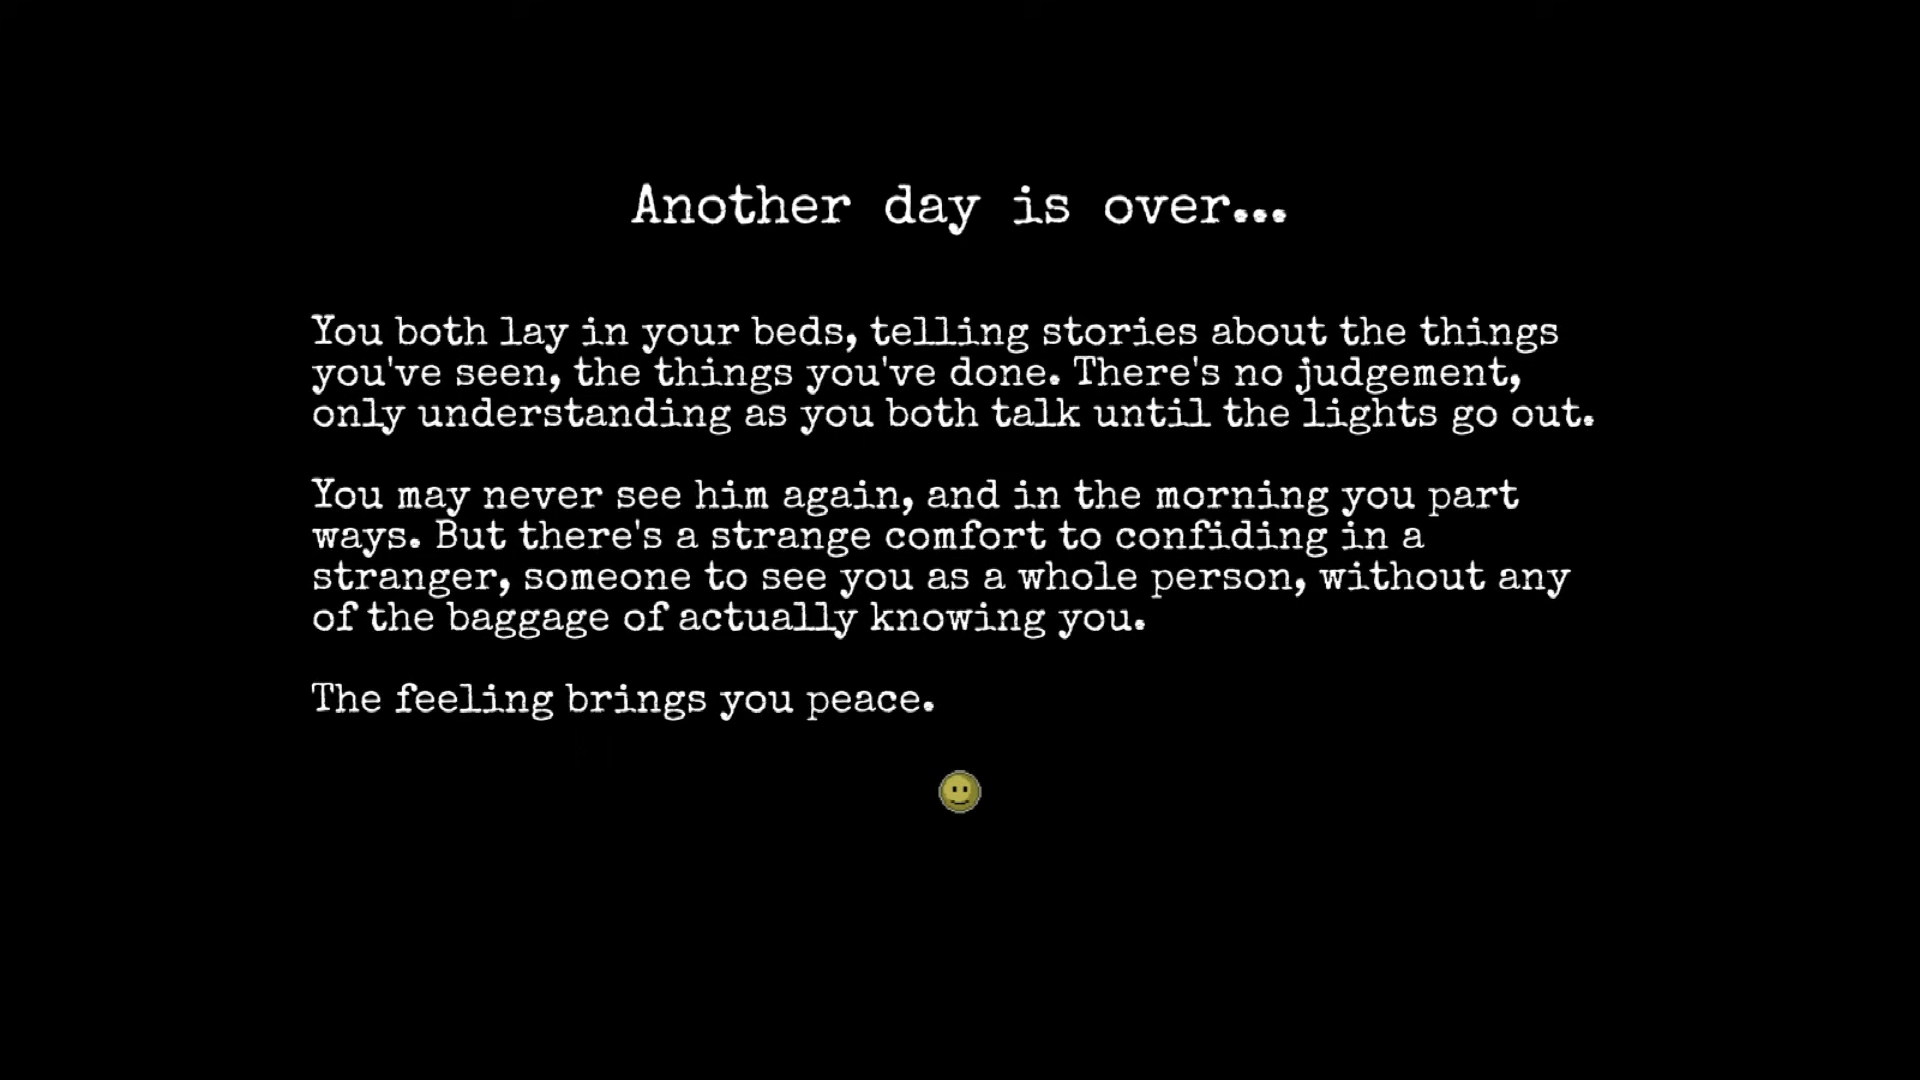 Another day is over...
You both lay in your beds, telling stories about the things
you've seen, the things you've done. There's no judgement,
only understanding as you both talk until the lights go out.
You may never see him again, and in the morning you part
ways. But there's a strange comfort to confiding in a
stranger, someone to see you as a whole person, without any
of the baggage of actually knowing you.
The feeling brings you peace.